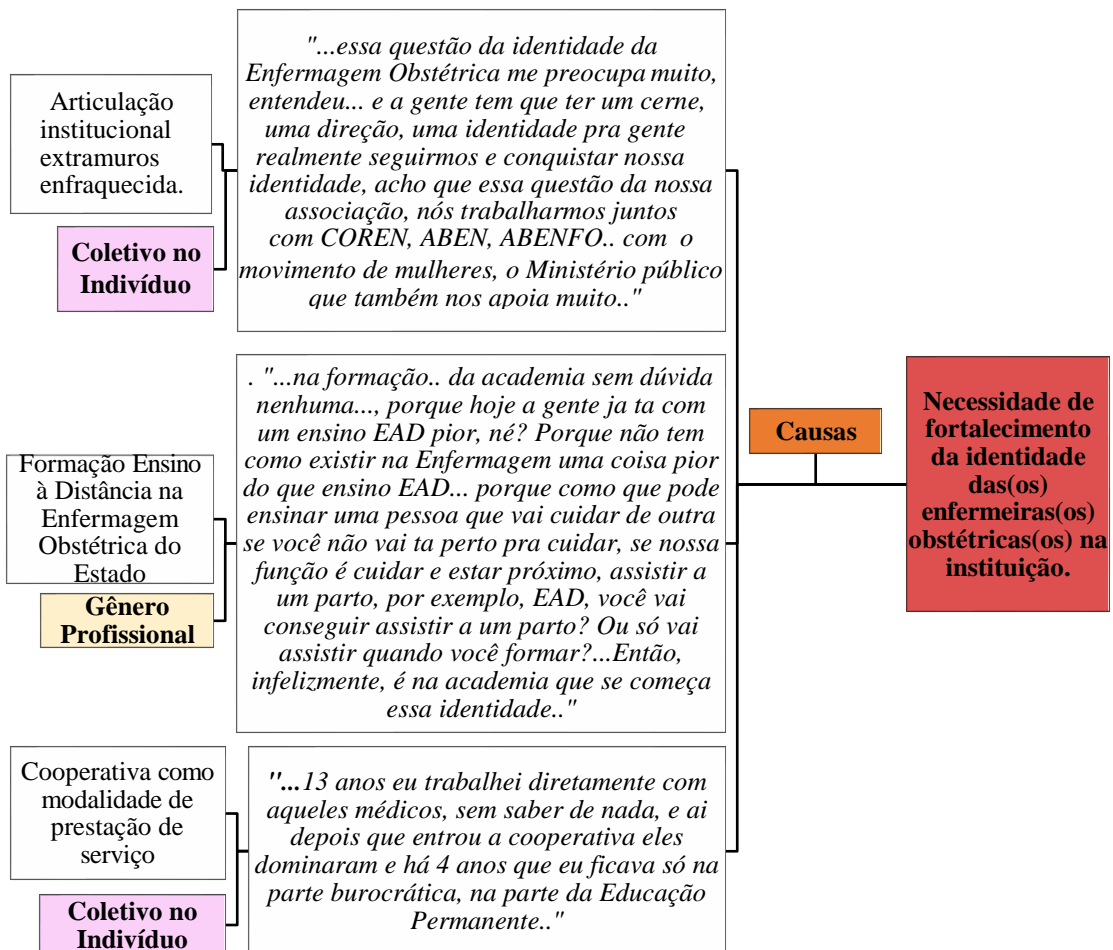 Articulação
institucional
extramuros
enfraquecida.
Coletivo no
Indivíduo
"...essa questão da identidade da
Enfermagem Obstétrica me preocupa muito,
entendeu... e a gente tem que ter um cerne,
uma direção, uma identidade pra gente
realmente seguirmos e conquistar nossa
identidade, acho que essa questão da nossa
associação, nós trabalharmos juntos
com COREN, ABEN, ABENFO.. com o
movimento de mulheres, o Ministério público
que também nos apoia muito.."
Formação Ensino
à Distância na
Enfermagem
Obstétrica do
Estado
Gênero
Profissional
. "...na formação.. da academia sem dúvida
nenhuma..., porque hoje a gente ja ta com
um ensino EAD pior, né? Porque não tem
como existir na Enfermagem uma coisa pior
do que ensino EAD... porque como que pode
ensinar uma pessoa que vai cuidar de outra
se você não vai ta perto pra cuidar, se nossa
função é cuidar e estar próximo, assistir a
um parto, por exemplo, EAD, você vai
conseguir assistir a um parto? Ou só vai
assistir quando você formar?...Então,
infelizmente, é na academia que se começa
essa identidade.."
Cooperativa como
modalidade de
prestação de
serviço
Coletivo no
Indivíduo
"...13 anos eu trabalhei diretamente com
aqueles médicos, sem saber de nada, e ai
depois que entrou a cooperativa eles
dominaram e há 4 anos que eu ficava só na
parte burocrática, na parte da Educação
Permanente.."
Causas
Necessidade de
fortalecimento
da identidade
das(os)
enfermeiras(os)
obstétricas(os) na
instituição.